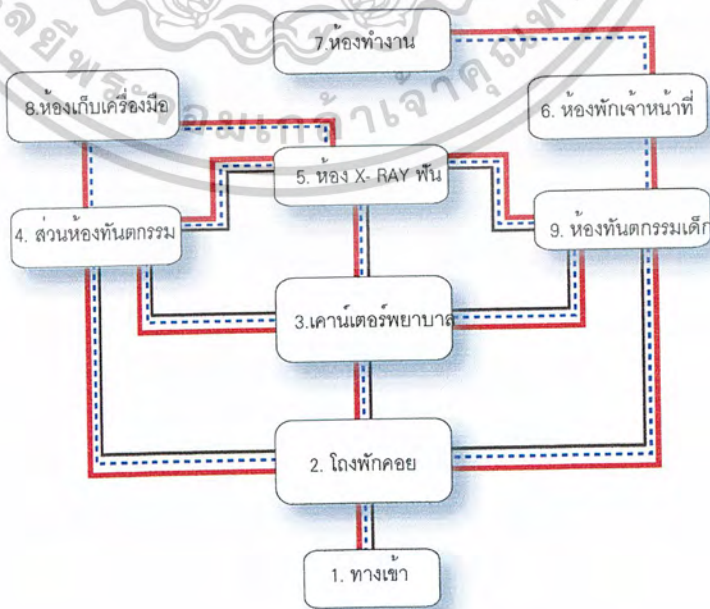 7.ห้องทำงาน
8.ห้องเก็บเครื่องมือ
6. ห้องพักเจ้าหน้าที่
5. ห้อง X- RAY ฟัน
4. ส่วนห้องทันตกรรม
9. ห้องทันตกรรมเด็ก
3.เคาน์เตอร์พยาบาล
2. โถงพักคอย
1. ทางเข้า